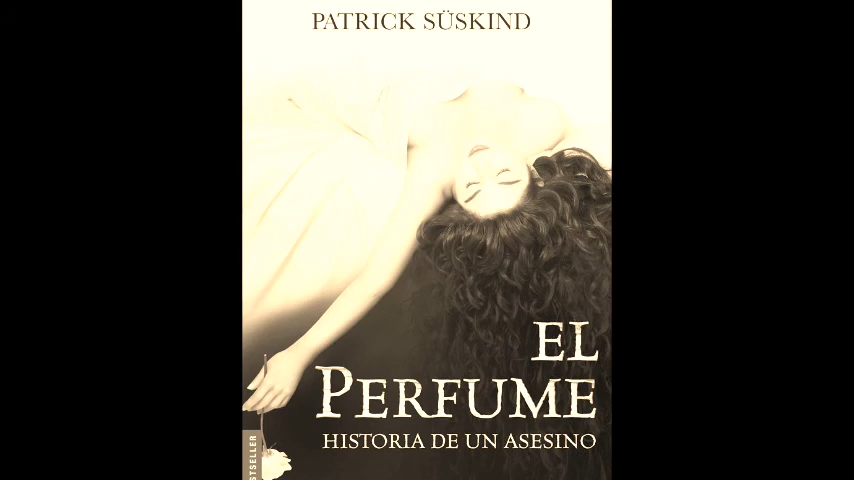 PATRICK SÜSKIND
EL
PERFUME
HISTORIA DE UN ASESINO